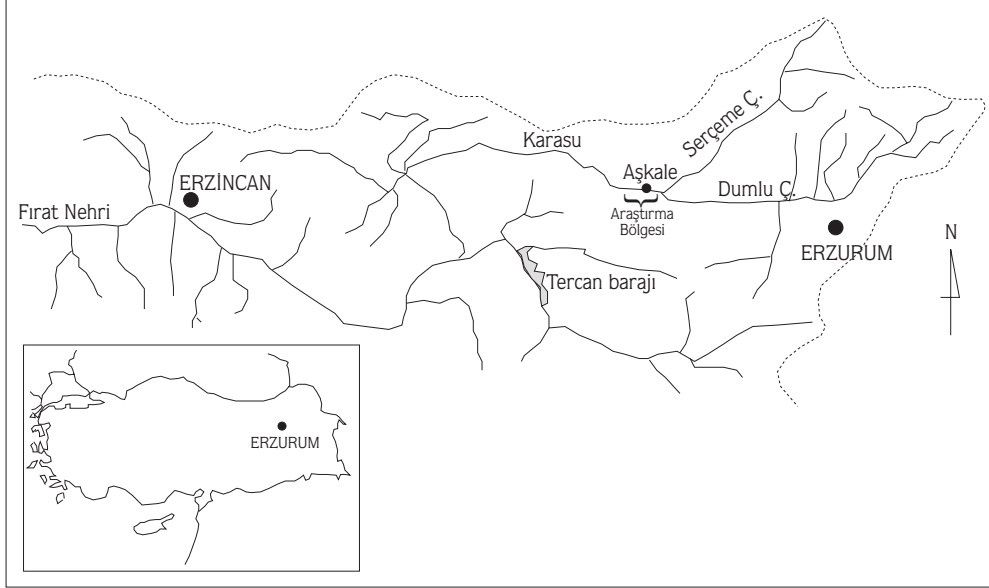 Serçeme Ç.
Karasu
Aşkale
ERZİNCAN
Dumlu Ç.
Fırat Nehri
Araştırma
Bölgesi
N
ERZURUM
Tercan barajı
ERZURUM